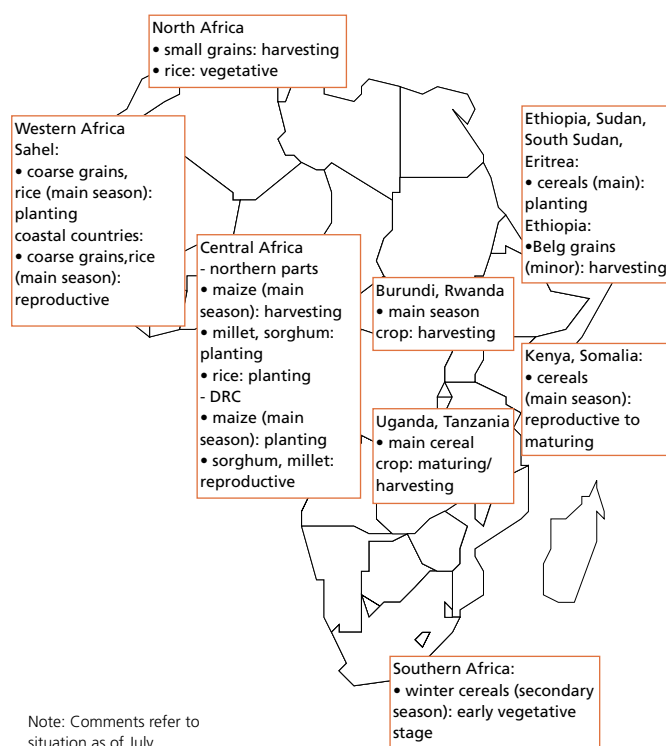 North Africa
• small grains: harvesting
• rice: vegetative
Western Africa
Sahel:
• coarse grains,
rice (main season):
planting
coastal countries:
• coarse grains,rice
(main season):
reproductive
Ethiopia, Sudan,
South Sudan,
Eritrea:
• cereals (main):
planting
Ethiopia:
•Belg grains
(minor): harvesting
Central Africa
- northern parts
• maize (main
season): harvesting
• millet, sorghum:
planting
• rice: planting
- DRC
• maize (main
season): planting
• sorghum, millet:
reproductive
Burundi, Rwanda
• main season
crop: harvesting
Kenya, Somalia:
• cereals
(main season):
reproductive to
maturing
Uganda, Tanzania
• main cereal
crop: maturing/
harvesting
Southern Africa:
• winter cereals (secondary
season): early vegetative
stage
Note: Comments refer to
situation as of July